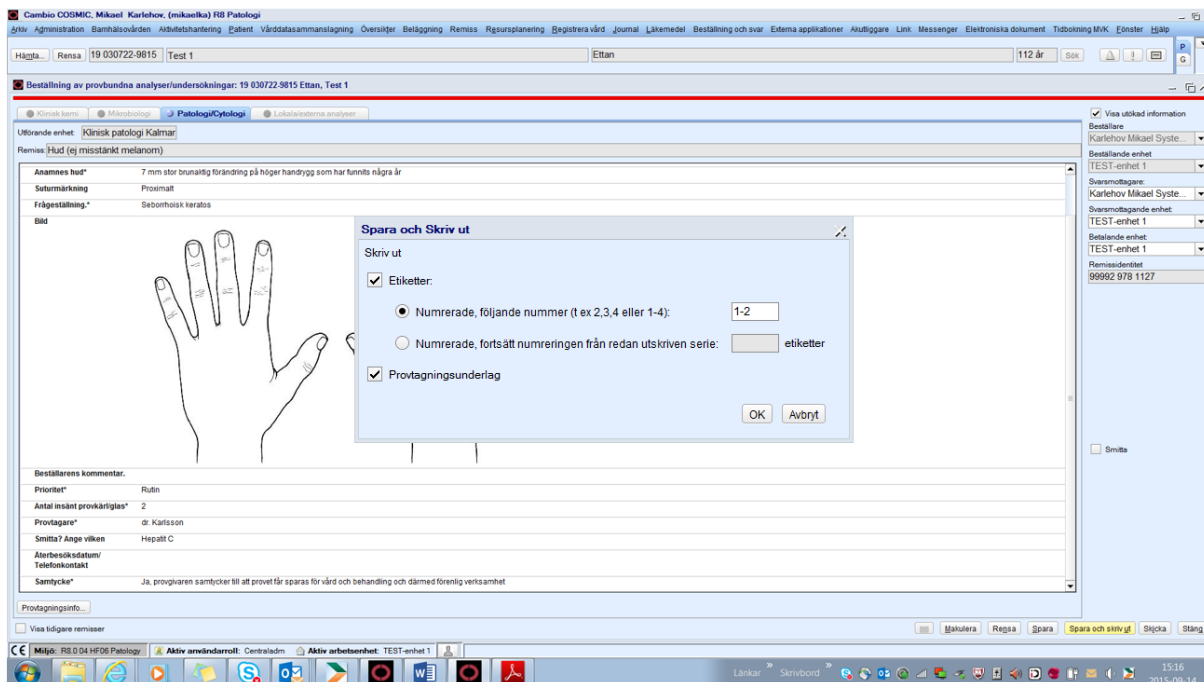 Cambio COSMIC, Mikael Karlehov, (mikaelka) R8 Patologi
Arkiv Administration Barnhälsovården Aktivitetshantering Patient Vårddatasammanslagning Översikter Beläggning Remiss Resursplanering Registrera vård Journal Läkemedel Beställning och svar Externa applikationer Akutliggare Link Messenger Elektroniska dokument Tidbokning MVK Fönster Hjälp
Hämta... Rensa 19 030722-9815 Test 1 Ettan 112 år Sök
P
G
Beställning av provbundna analyser/undersökningar: 19 030722-9815 Ettan, Test 1
Klinisk kemi Mikrobiologi Patologi/Cytologi Lokala/externa analyser
Utförande enhet: Klinisk patologi Kalmar
Remiss: Hud (ej misstänkt melanom)
Anamnes hud* 7 mm stor brunaktig förändring på höger handrygg som har funnits några år
Suturmärkning Proximalt
Frågeställning.* Seborrhoisk keratos
Bild
Spara och Skriv ut
Skriv ut
Etiketter:
Numrerade, följande nummer (t ex 2,3,4 eller 1-4): 1-2
Numrerade, fortsätt numreringen från redan utskriven serie: etiketter
Provtagningsunderlag
OK Avbryt
Beställarens kommentar.
Prioritet* Rutin
Antal insänt provkärl/glas* 2
Provtagare* dr. Karlsson
Smitta? Ange vilken Hepatit C
Återbesöksdatum/
Telefonkontakt
Samtycke* Ja, provgivaren samtycker till att provet får sparas för vård och behandling och därmed förenlig verksamhet
Provtagningsinfo...
Visa tidigare remisser
Visa utökad information
Beställare
Karlehov Mikael Syste...
Beställande enhet
TEST-enhet 1
Svarsmottagare:
Karlehov Mikael Syste...
Svarsmottagande enhet:
TEST-enhet 1
Betalande enhet:
TEST-enhet 1
Remissidentitet
99992 978 1127
Smitta
Makulera Rensa Spara Spara och skriv ut Skicka Stäng
CE Miljö: R8.0 04 HF06 Patology Aktiv användarroll: Centraladm Aktiv arbetsenhet: TEST-enhet 1
Länkar » Skrivbord »
15:16
2015-09-14